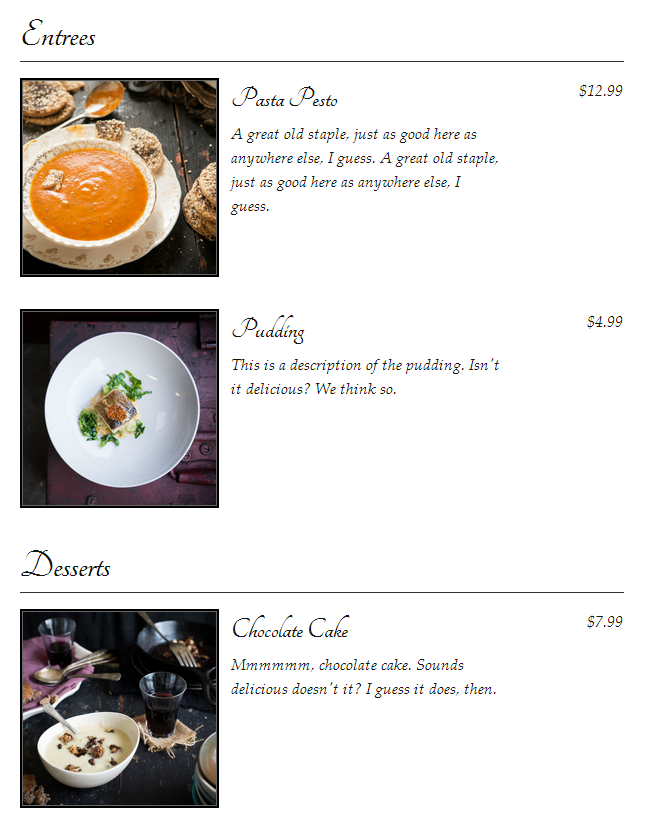 Entrees
Pasta Pesto
$12.99
A great old staple, just as good here as
anywhere else, I guess. A great old staple,
just as good here as anywhere else, I
guess.
Pudding
$4.99
This is a description of the pudding. Isn't
it delicious? We think so.
Desserts
Chocolate Cake
$7.99
Mmmmmm, chocolate cake. Sounds
delicious doesn't it? I guess it does, then.